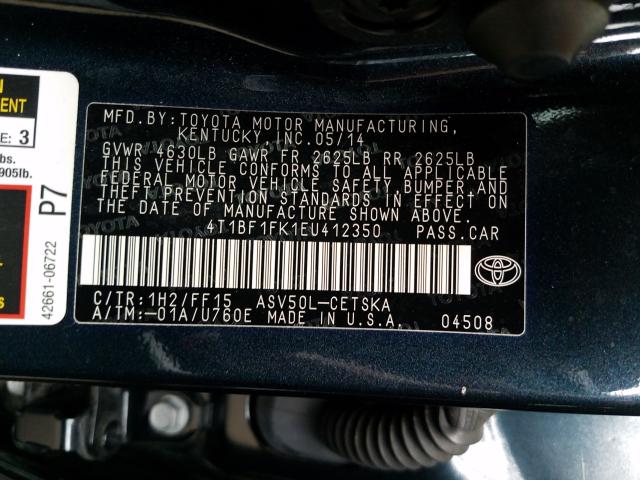 MFD.BY:TOYOTA MOTOR MANUFACTURING,
KENTUCKY, INC.05/14
GVWR 4630LB GAWR FR 2625LB RR 2625LB
THIS VEHICLE CONFORMS TO ALL APPLICABLE
FEDERAL MOTOR VEHICLE SAFETY,BUMPER,AND
THEFT PREVENTION STANDARDS IN EFFECT ON
THE DATE OF MANUFACTURE SHOWN ABOVE.
4T1BF1FK1EU412350 PASS.CAR
C/TR:1H2/FF15 ASV50L-CETSKA
A/TM:-01A/U760E MADE IN U.S.A. 04508
3
lbs.
905lb.
P7
42661-06722